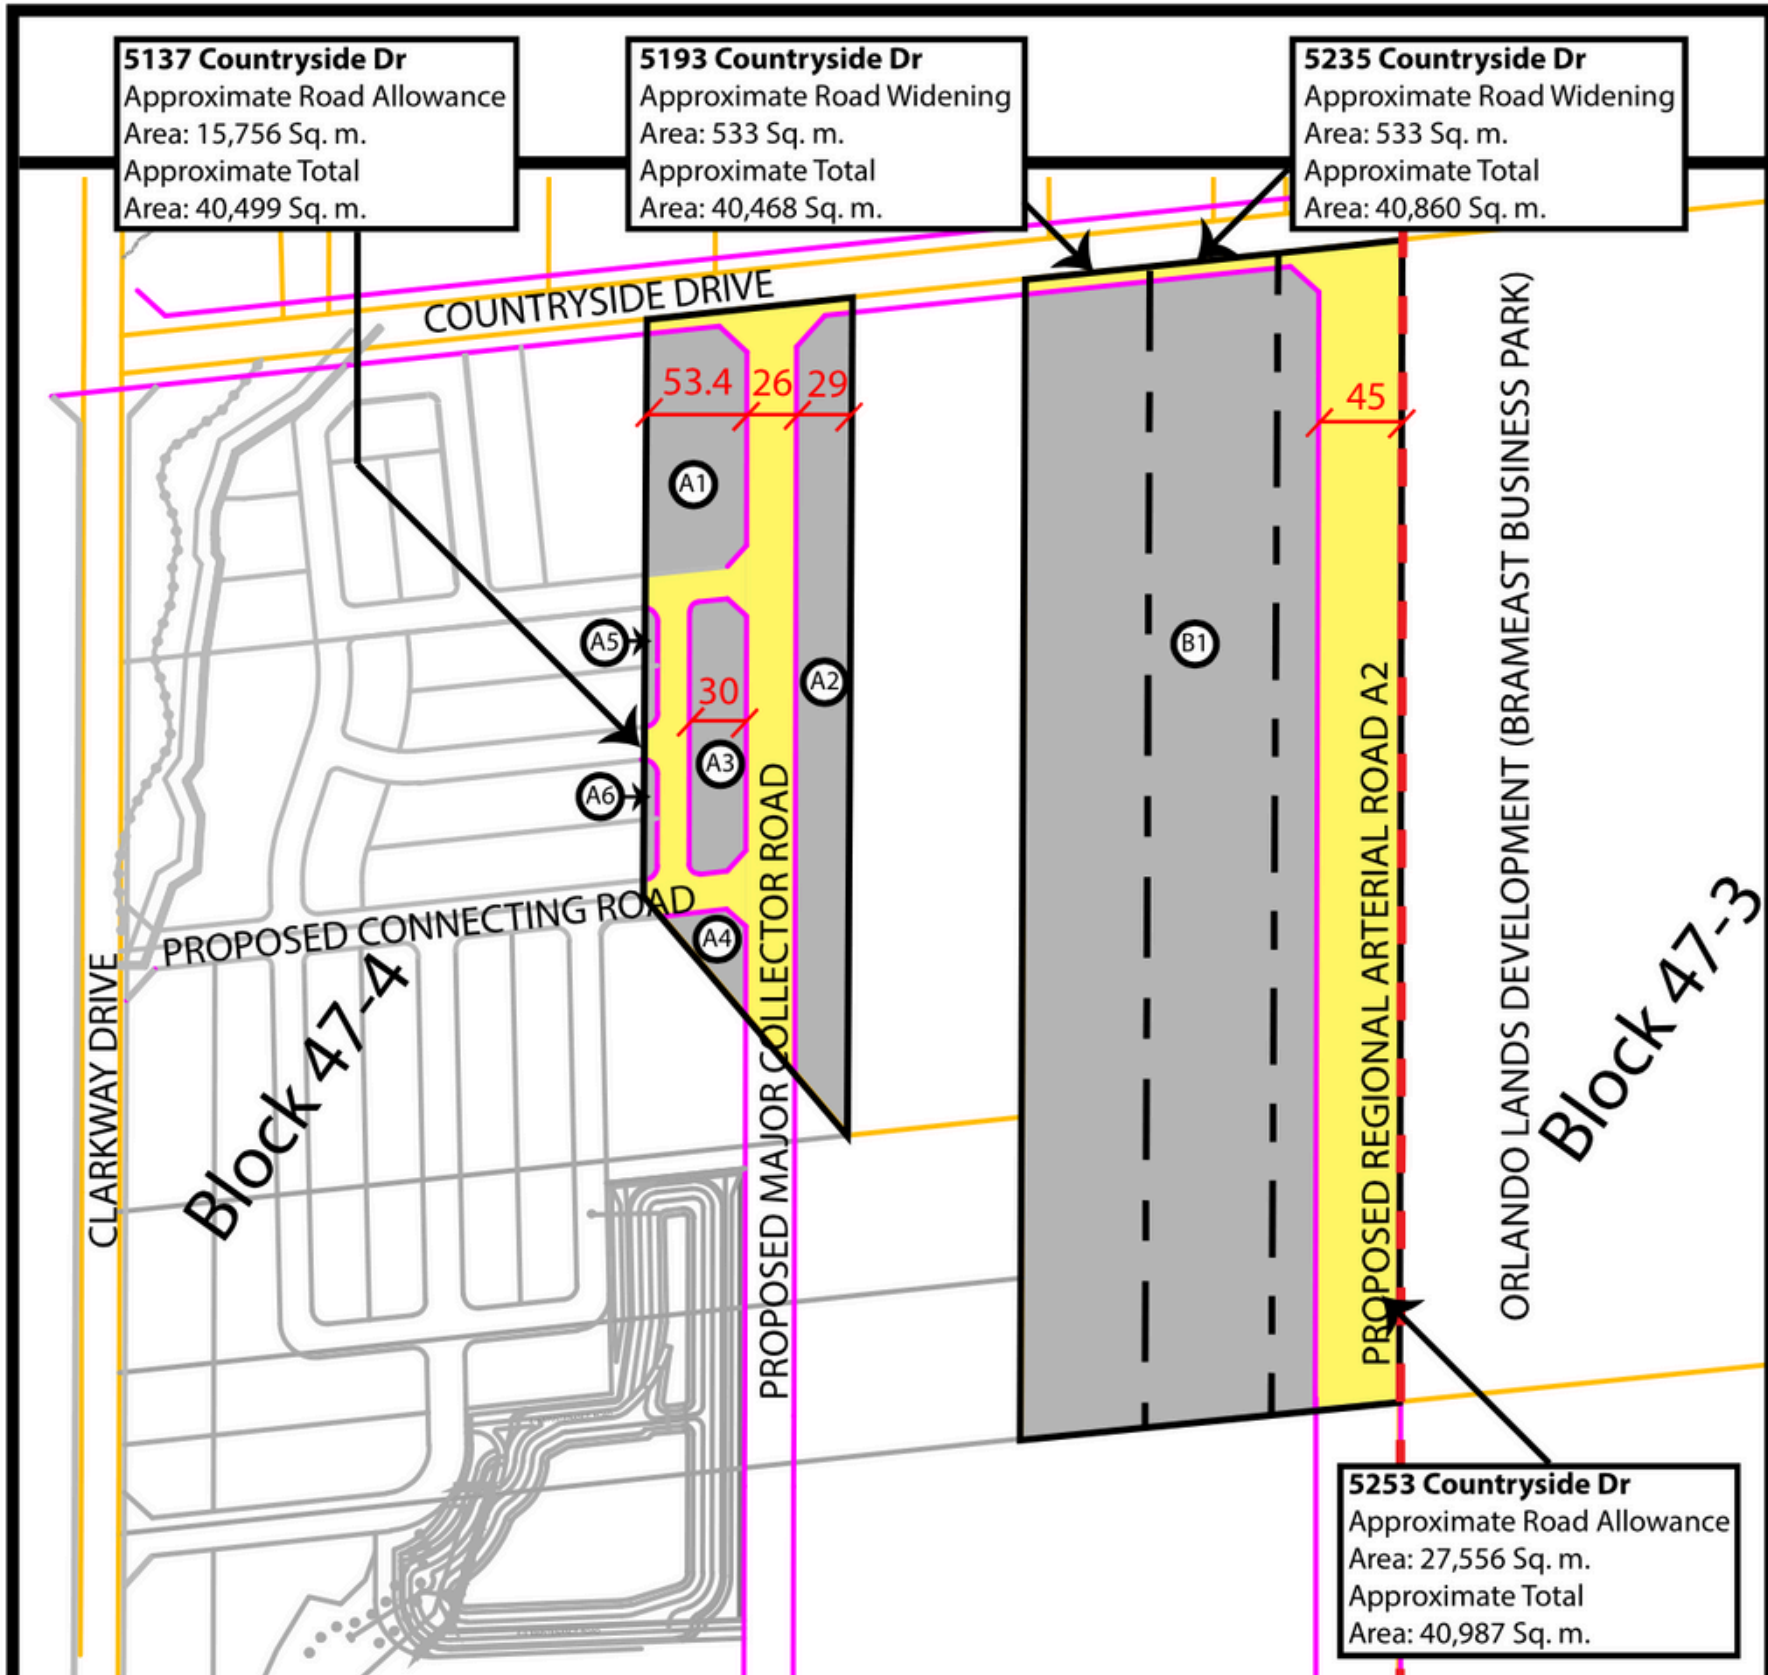 5137 Countryside Dr
Approximate Road Allowance
Area: 15,756 Sq. m.
Approximate Total
Area: 40,499 Sq. m.
5193 Countryside Dr
Approximate Road Widening
Area: 533 Sq. m.
Approximate Total
Area: 40,468 Sq. m.
5235 Countryside Dr
Approximate Road Widening
Area: 533 Sq. m.
Approximate Total
Area: 40,860 Sq. m.
COUNTRYSIDE DRIVE
53.4
26
29
45
A1
A5
A2
B1
30
A3
A6
A4
PROPOSED CONNECTING ROAD
PROPOSED MAJOR COLLECTOR ROAD
PROPOSED REGIONAL ARTERIAL ROAD A2
ORLANDO LANDS DEVELOPMENT (BRAMEAST BUSINESS PARK)
CLARKWAY DRIVE
Block 47-4
Block 47-3
5253 Countryside Dr
Approximate Road Allowance
Area: 27,556 Sq. m.
Approximate Total
Area: 40,987 Sq. m.